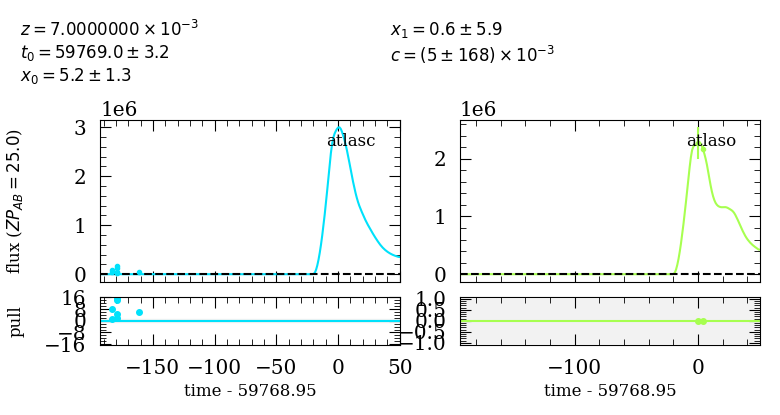 z = 7.0000000 × 10⁻³
t₀ = 59769.0 ± 3.2
x₀ = 5.2 ± 1.3
x₁ = 0.6 ± 5.9
c = (5 ± 168) × 10⁻³
1e6
atlasc
flux (ZP_AB = 25.0)
3
2
1
0
1e6
atlaso
2
1
0
pull
16
8
0
−8
−16
−150 −100 −50 0 50
time - 59768.95
1.0
0.5
0.0
−0.5
−1.0
−100 0
time - 59768.95